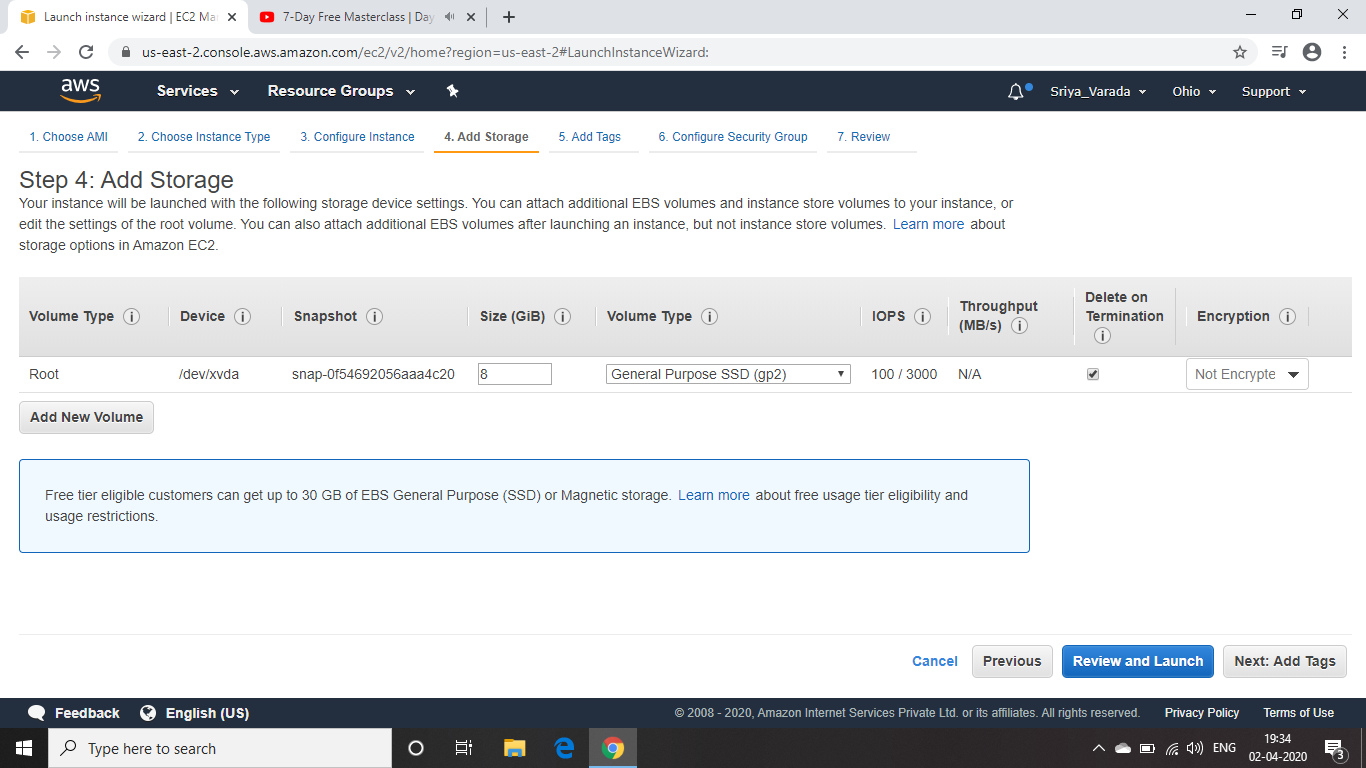 Launch instance wizard | EC2 Ma
7-Day Free Masterclass | Day
us-east-2.console.aws.amazon.com/ec2/v2/home?region=us-east-2#LaunchInstanceWizard:
aws
Services
Resource Groups
Sriya_Varada
Ohio
Support
1. Choose AMI
2. Choose Instance Type
3. Configure Instance
4. Add Storage
5. Add Tags
6. Configure Security Group
7. Review
Step 4: Add Storage
Your instance will be launched with the following storage device settings. You can attach additional EBS volumes and instance store volumes to your instance, or
edit the settings of the root volume. You can also attach additional EBS volumes after launching an instance, but not instance store volumes. Learn more about
storage options in Amazon EC2.
Volume Type
Device
Snapshot
Size (GiB)
Volume Type
IOPS
Throughput
(MB/s)
Delete on
Termination
Encryption
Root
/dev/xvda
snap-0f54692056aaa4c20
8
General Purpose SSD (gp2)
100 / 3000
N/A
Not Encrypte
Add New Volume
Free tier eligible customers can get up to 30 GB of EBS General Purpose (SSD) or Magnetic storage. Learn more about free usage tier eligibility and
usage restrictions.
Cancel
Previous
Review and Launch
Next: Add Tags
Feedback
English (US)
© 2008 - 2020, Amazon Internet Services Private Ltd. or its affiliates. All rights reserved.
Privacy Policy
Terms of Use
Type here to search
ENG
19:34
02-04-2020
3